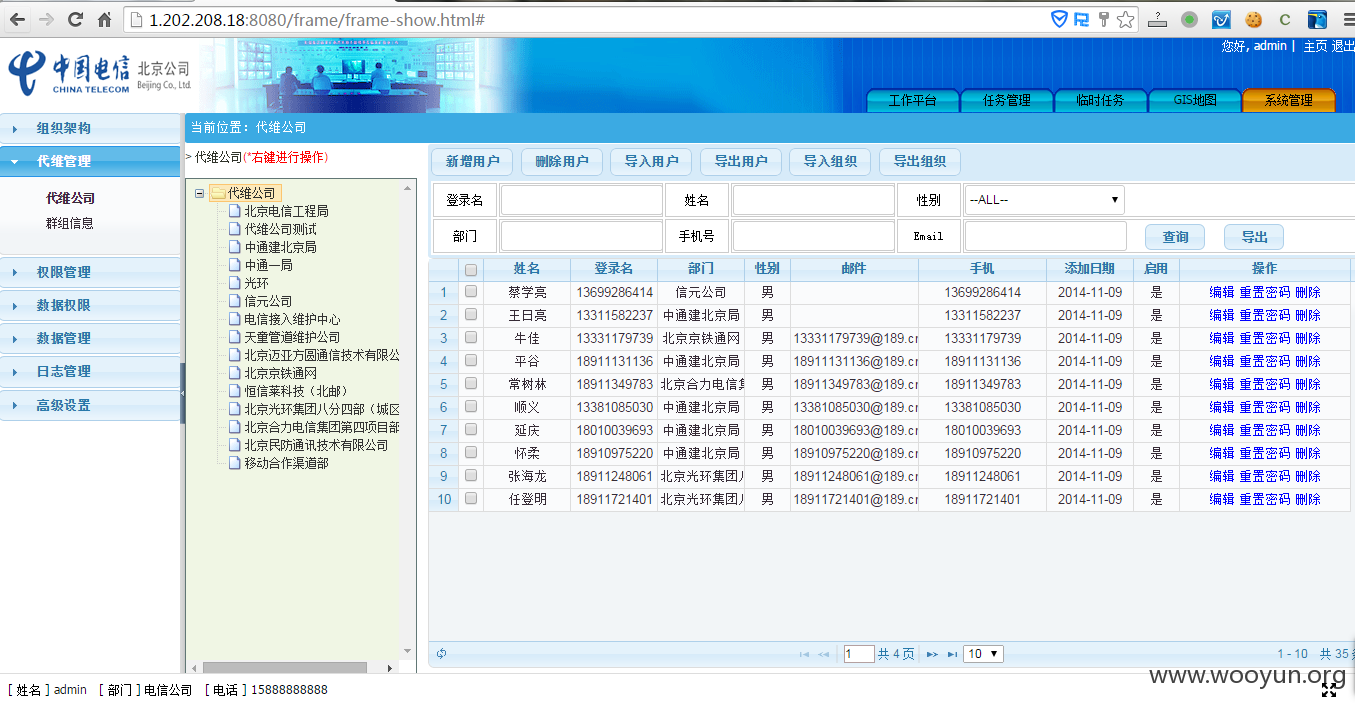 1.202.208.18:8080/frame/frame-show.html#
中国电信 北京公司
CHINA TELECOM Beijing Co., Ltd.
您好, admin | 主页 退出
工作平台 任务管理 临时任务 GIS地图 系统管理
组织架构
代维管理
代维公司
群组信息
权限管理
数据权限
数据管理
日志管理
高级设置
当前位置：代维公司
> 代维公司(*右键进行操作)
代维公司
北京电信工程局
代维公司测试
中通建北京局
中通一局
光环
信元公司
电信接入维护中心
天童管道维护公司
北京迈亚方圆通信技术有限公
北京京铁通网
恒信莱科技（北邮）
北京光环集团八分四部（城区
北京合力电信集团第四项目部
北京民防通讯技术有限公司
移动合作渠道部
新增用户 删除用户 导入用户 导出用户 导入组织 导出组织
登录名 姓名 性别 --ALL--
部门 手机号 Email 查询 导出
姓名 登录名 部门 性别 邮件 手机 添加日期 启用 操作
1 蔡学亮 13699286414 信元公司 男 13699286414 2014-11-09 是 编辑 重置密码 删除
2 王日亮 13311582237 中通建北京局 男 13311582237 2014-11-09 是 编辑 重置密码 删除
3 牛佳 13331179739 北京京铁通网 男 13331179739@189.cn 13331179739 2014-11-09 是 编辑 重置密码 删除
4 平谷 18911131136 中通建北京局 男 18911131136@189.cn 18911131136 2014-11-09 是 编辑 重置密码 删除
5 常树林 18911349783 北京合力电信集 男 18911349783@189.cn 18911349783 2014-11-09 是 编辑 重置密码 删除
6 顺义 13381085030 中通建北京局 男 13381085030@189.cn 13381085030 2014-11-09 是 编辑 重置密码 删除
7 延庆 18010039693 中通建北京局 男 18010039693@189.cn 18010039693 2014-11-09 是 编辑 重置密码 删除
8 怀柔 18910975220 中通建北京局 男 18910975220@189.cn 18910975220 2014-11-09 是 编辑 重置密码 删除
9 张海龙 18911248061 北京光环集团八 男 18911248061@189.cn 18911248061 2014-11-09 是 编辑 重置密码 删除
10 任登明 18911721401 北京光环集团八 男 18911721401@189.cn 18911721401 2014-11-09 是 编辑 重置密码 删除
1 共 4 页 10 1 - 10 共 35 条
www.wooyun.org
[ 姓名 ] admin [ 部门 ] 电信公司 [ 电话 ] 15888888888